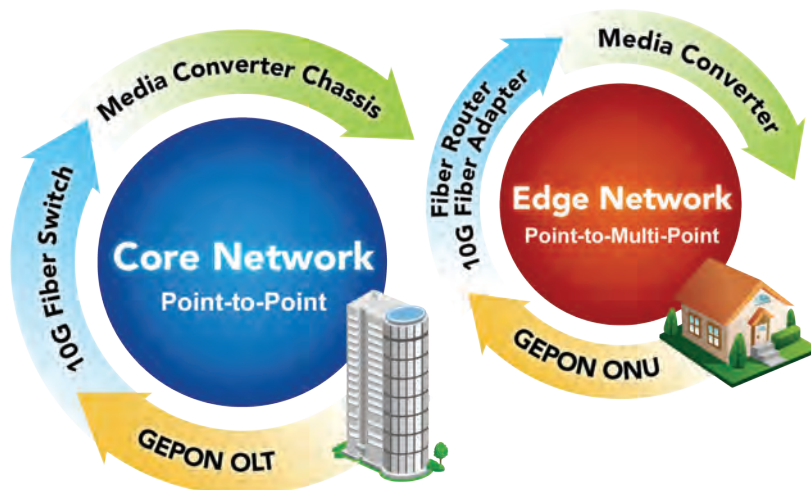 Media Converter Chassis
10G Fiber Switch
Core Network
Point-to-Point
GEPON OLT
Media Converter
Fiber Router
10G Fiber Adapter
Edge Network
Point-to-Multi-Point
GEPON ONU